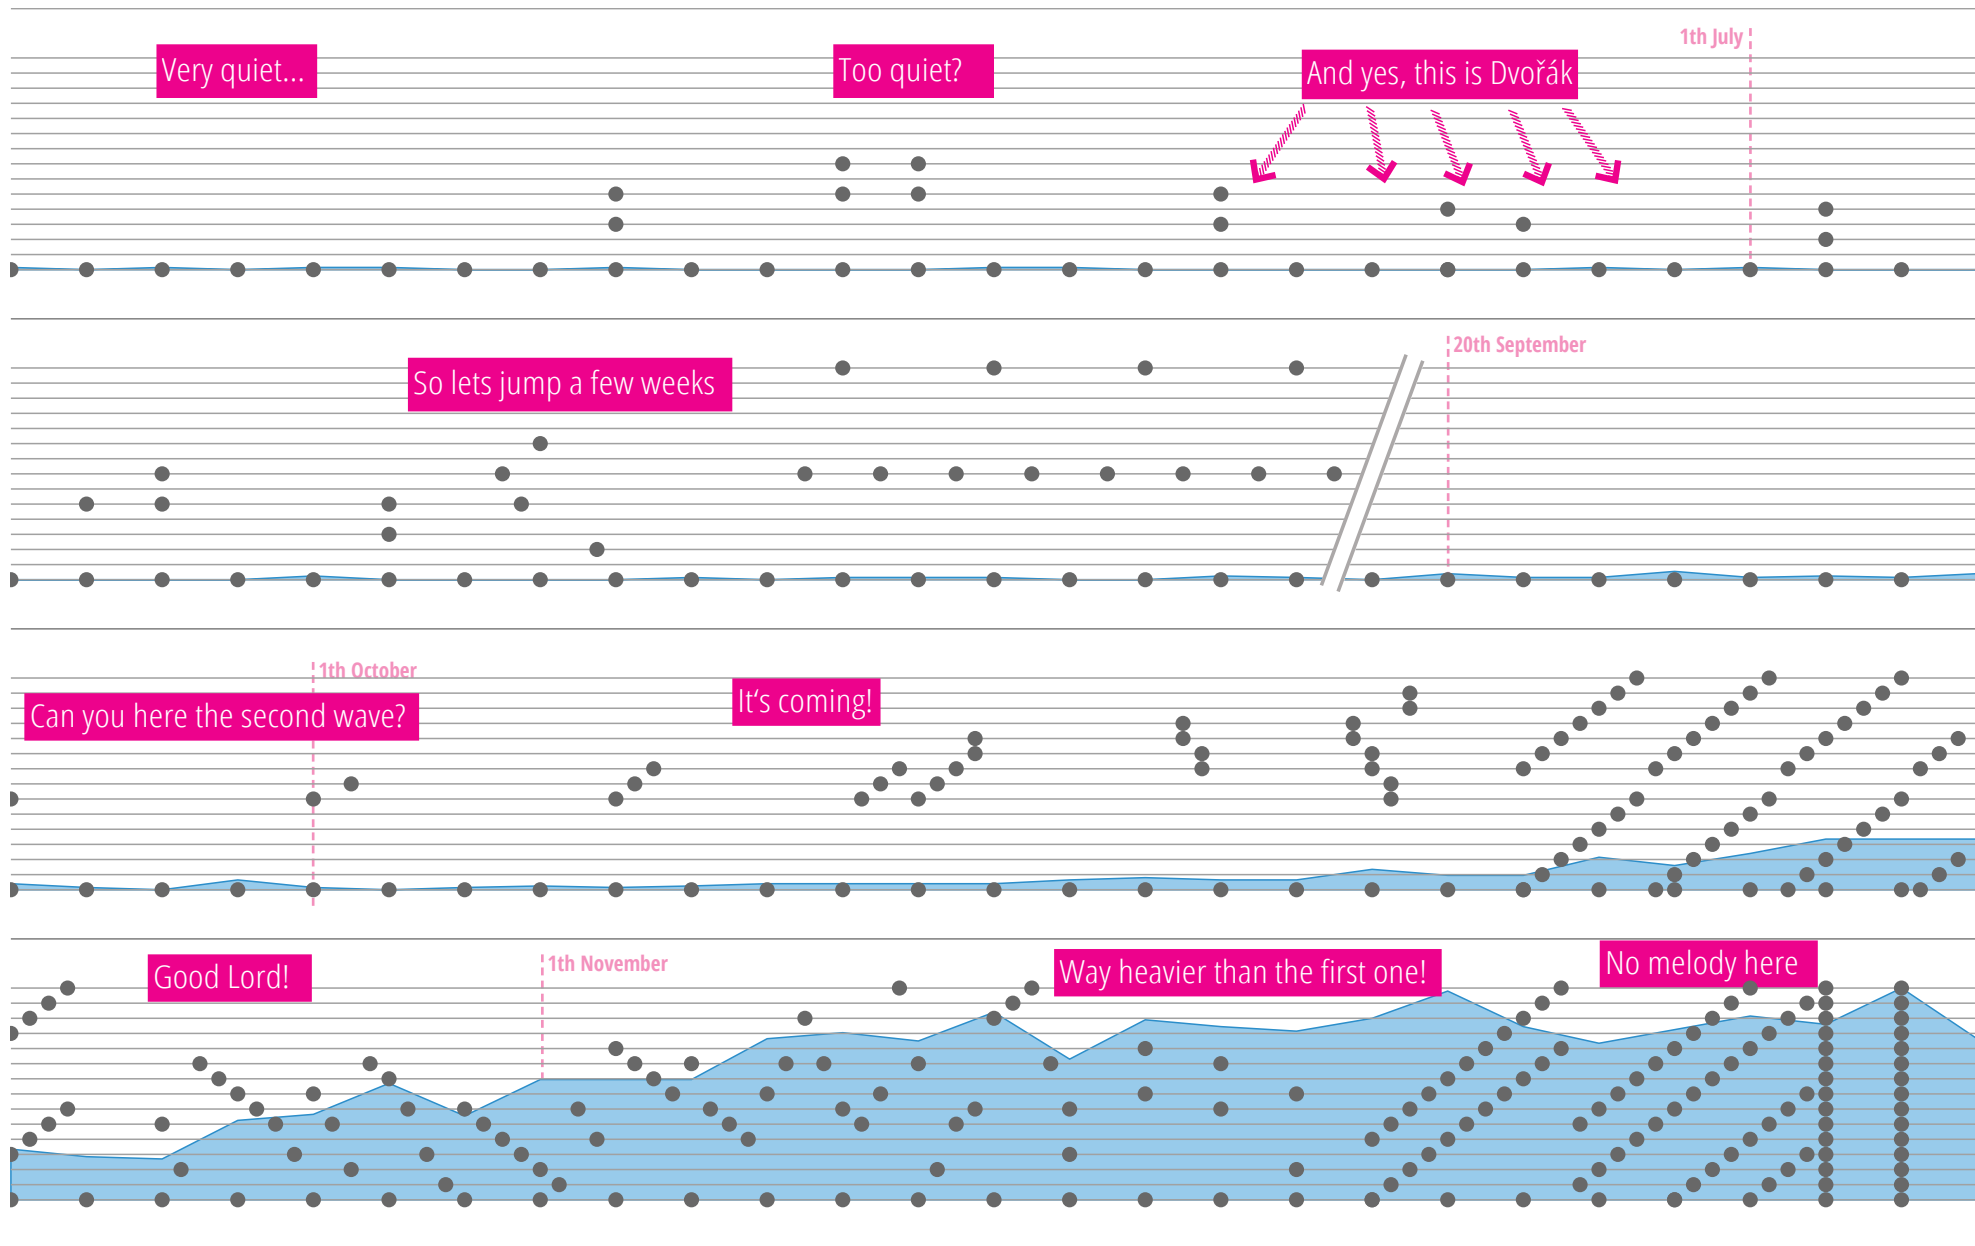 Very quiet...
Too quiet?
And yes, this is Dvořák
1th July
So lets jump a few weeks
20th September
1th October
Can you here the second wave?
It‘s coming!
Good Lord!
1th November
Way heavier than the first one!
No melody here